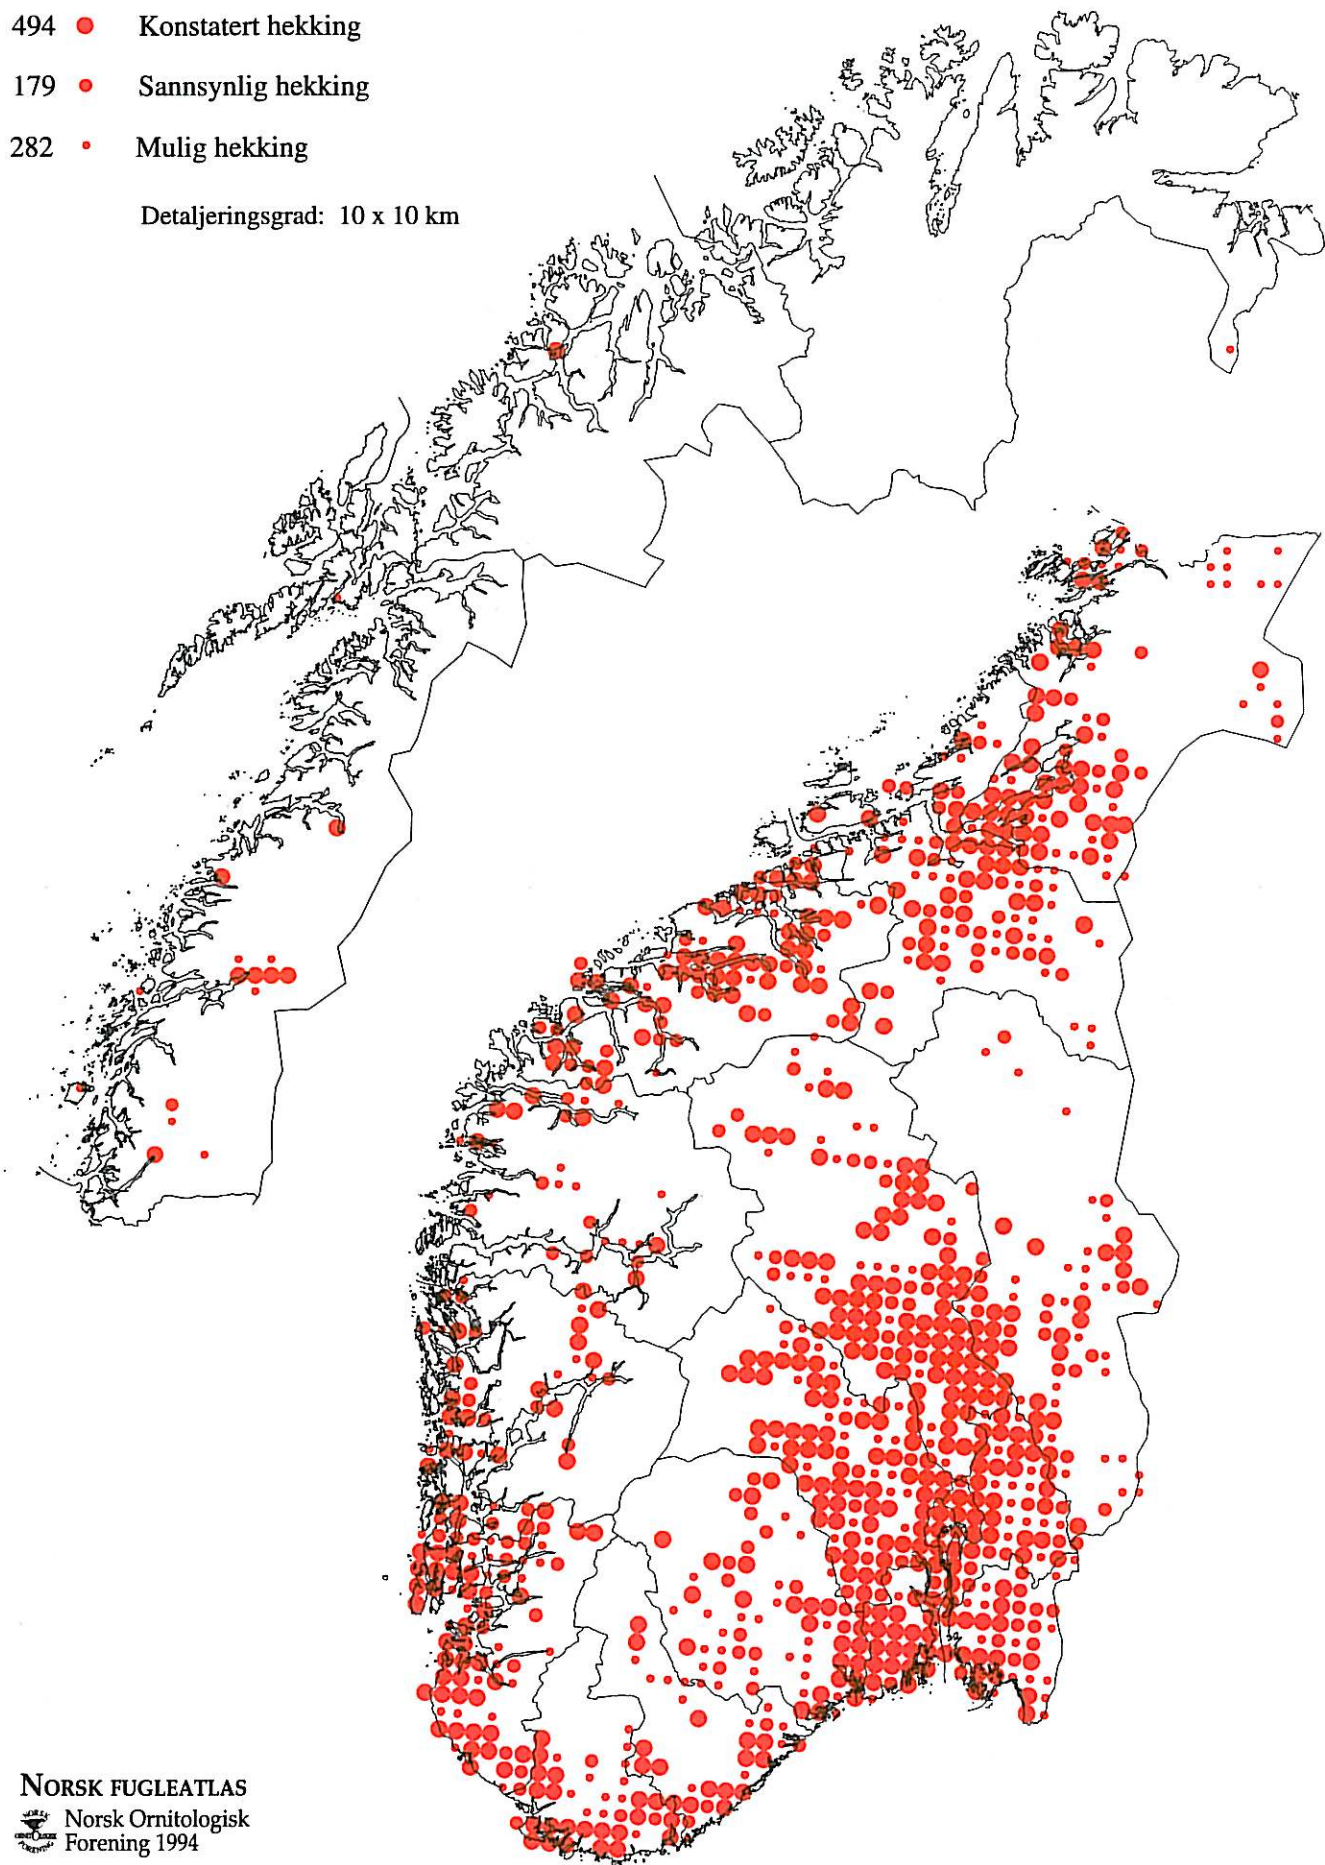 494 Konstatert hekking
179 Sannsynlig hekking
282 Mulig hekking
Detaljeringsgrad: 10 x 10 km
NORSK FUGLEATLAS
Norsk Ornitologisk
Forening 1994